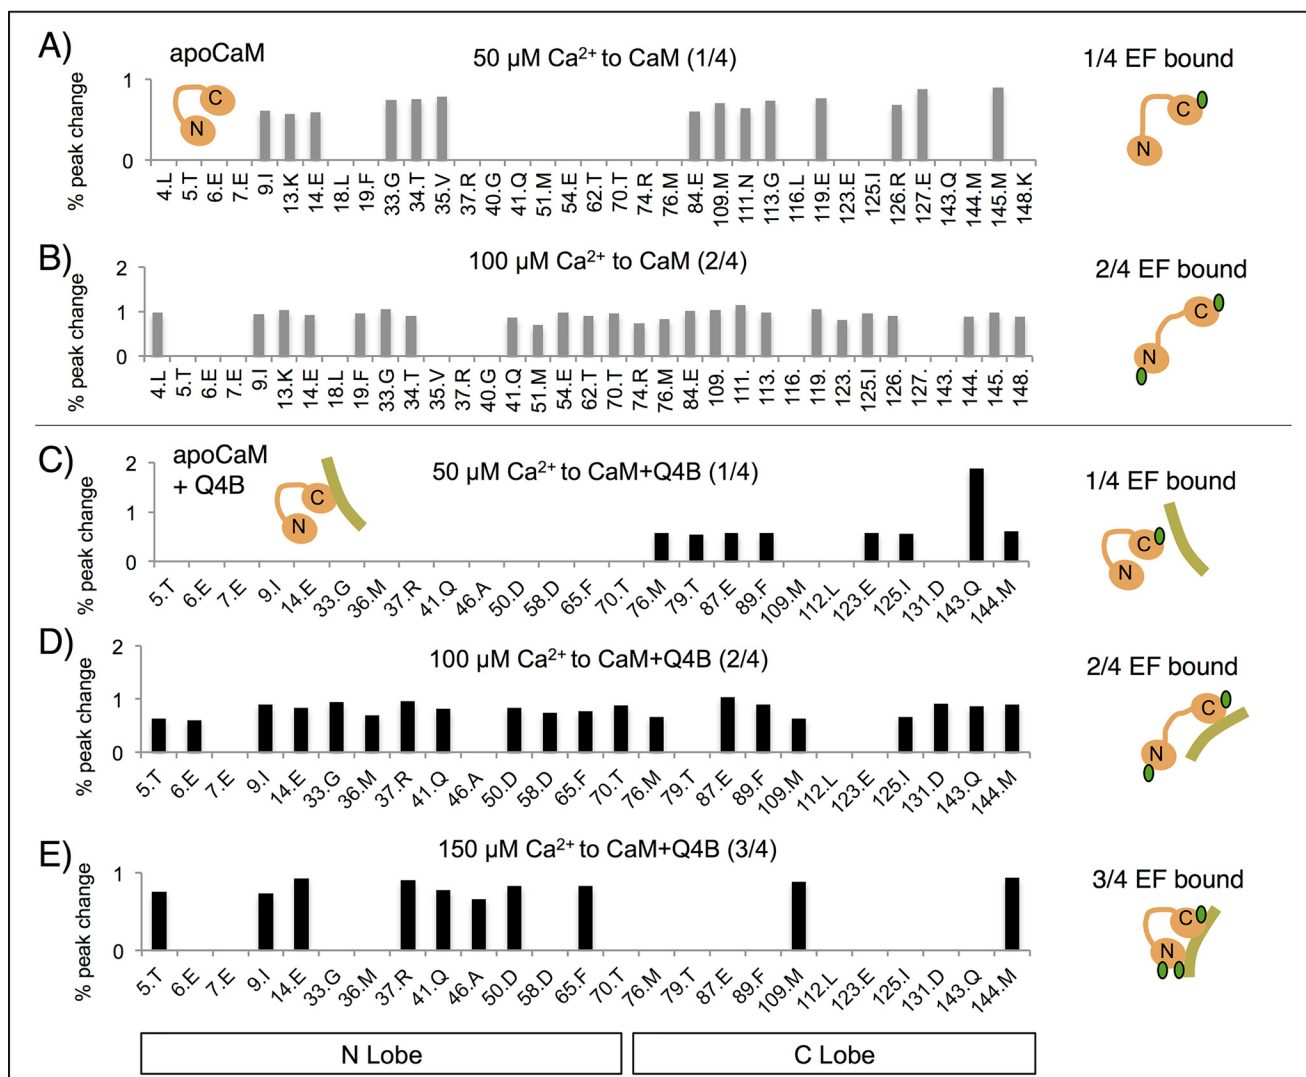 A)
apoCaM
50 µM Ca²⁺ to CaM (1/4)
1/4 EF bound
% peak change
1
0
C
N
C
N
4.L 5.T 6.E 7.E 9.I 13.K 14.E 18.L 19.F 33.G 34.T 35.V 37.R 40.G 41.Q 51.M 54.E 62.T 70.T 74.R 76.M 84.E 109.M 111.N 113.G 116.L 119.E 123.E 125.I 126.R 127.E 143.Q 144.M 145.M 148.K
B)
100 µM Ca²⁺ to CaM (2/4)
2/4 EF bound
% peak change
2
1
0
C
N
4.L 5.T 6.E 7.E 9.I 13.K 14.E 18.L 19.F 33.G 34.T 35.V 37.R 40.G 41.Q 51.M 54.E 62.T 70.T 74.R 76.M 84.E 109. 111. 113. 116. 119. 123. 125.I 126. 127. 143. 144. 145. 148.
C)
apoCaM
+ Q4B
50 µM Ca²⁺ to CaM+Q4B (1/4)
1/4 EF bound
% peak change
2
1
0
C
N
C
N
5.T 6.E 7.E 9.I 14.E 33.G 36.M 37.R 41.Q 46.A 50.D 58.D 65.F 70.T 76.M 79.T 87.E 89.F 109.M 112.L 123.E 125.I 131.D 143.Q 144.M
D)
100 µM Ca²⁺ to CaM+Q4B (2/4)
2/4 EF bound
% peak change
2
1
0
C
N
5.T 6.E 7.E 9.I 14.E 33.G 36.M 37.R 41.Q 46.A 50.D 58.D 65.F 70.T 76.M 79.T 87.E 89.F 109.M 112.L 123.E 125.I 131.D 143.Q 144.M
E)
150 µM Ca²⁺ to CaM+Q4B (3/4)
3/4 EF bound
% peak change
1
0
C
N
5.T 6.E 7.E 9.I 14.E 33.G 36.M 37.R 41.Q 46.A 50.D 58.D 65.F 70.T 76.M 79.T 87.E 89.F 109.M 112.L 123.E 125.I 131.D 143.Q 144.M
N Lobe
C Lobe